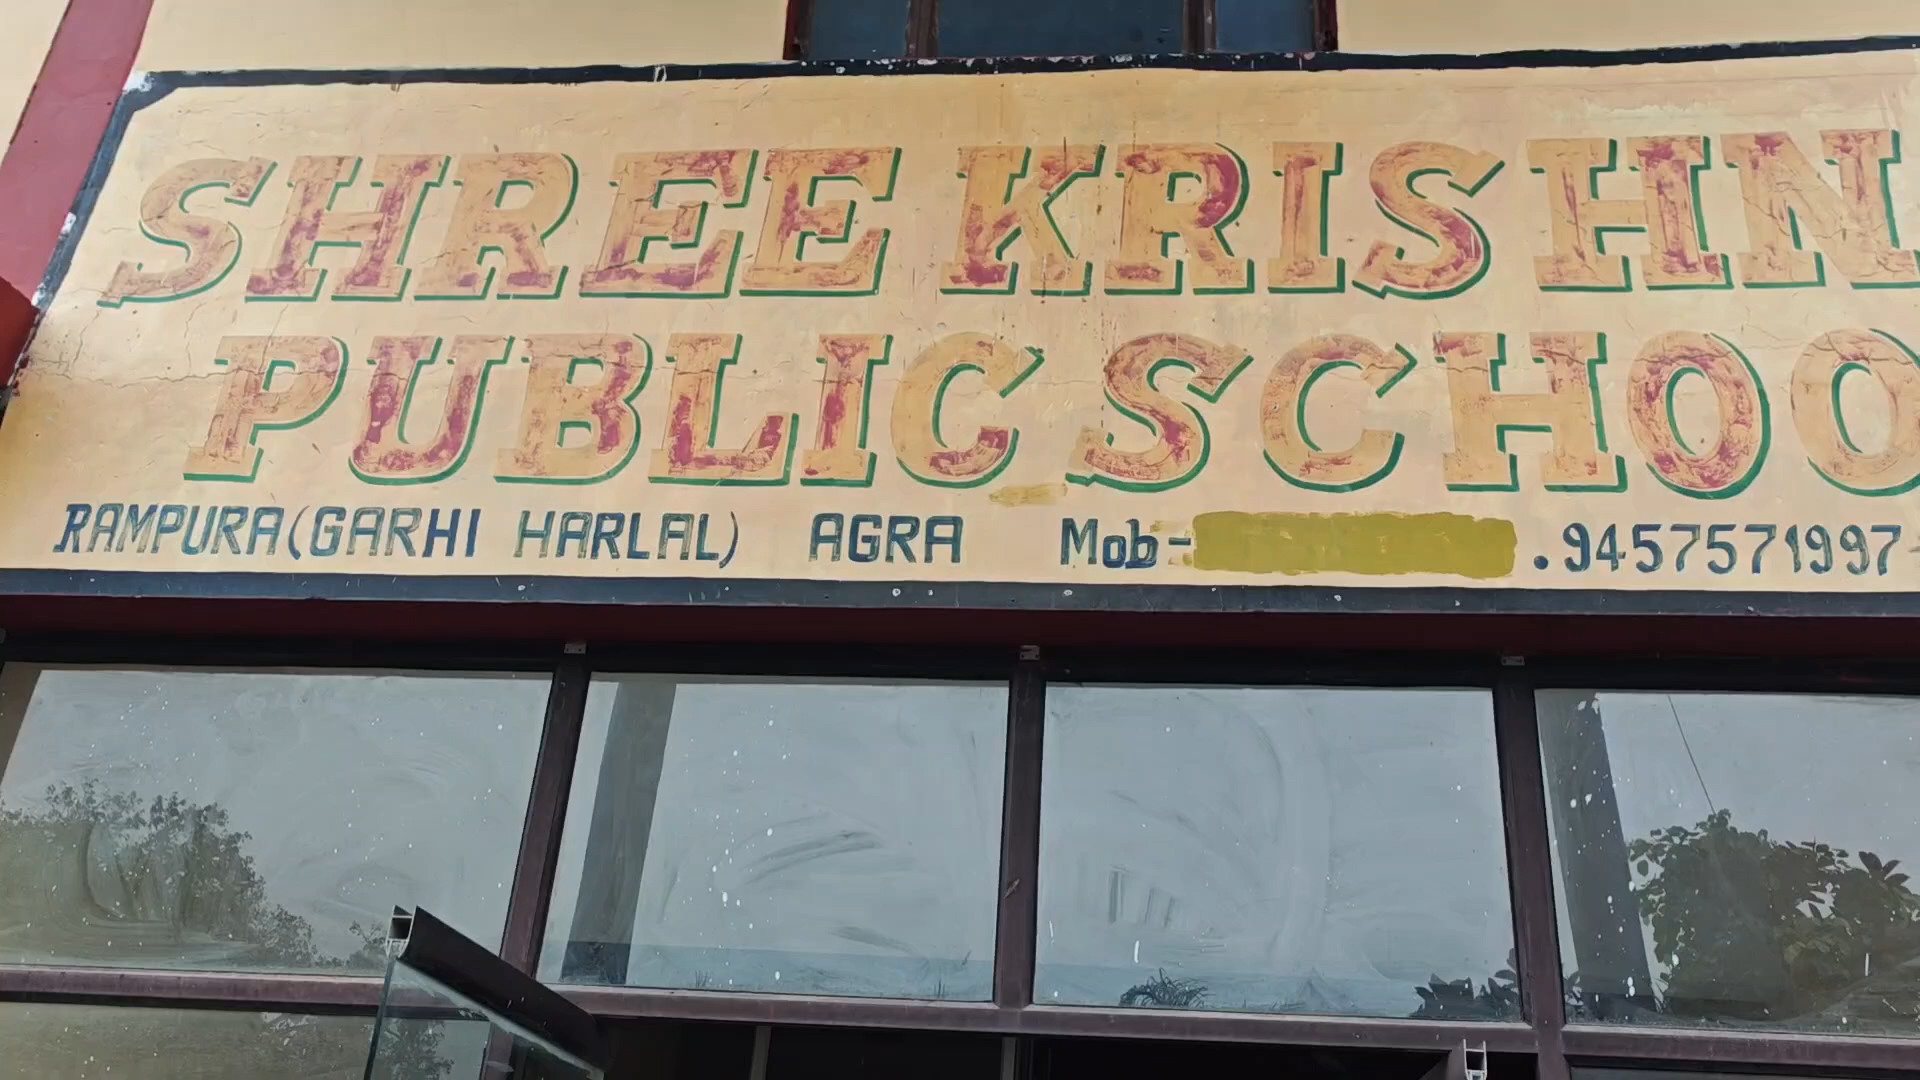 SHREE KRISHN
PUBLIC SCHOO
RAMPURA(GARHI HARLAL) AGRA Mob- .9457571997